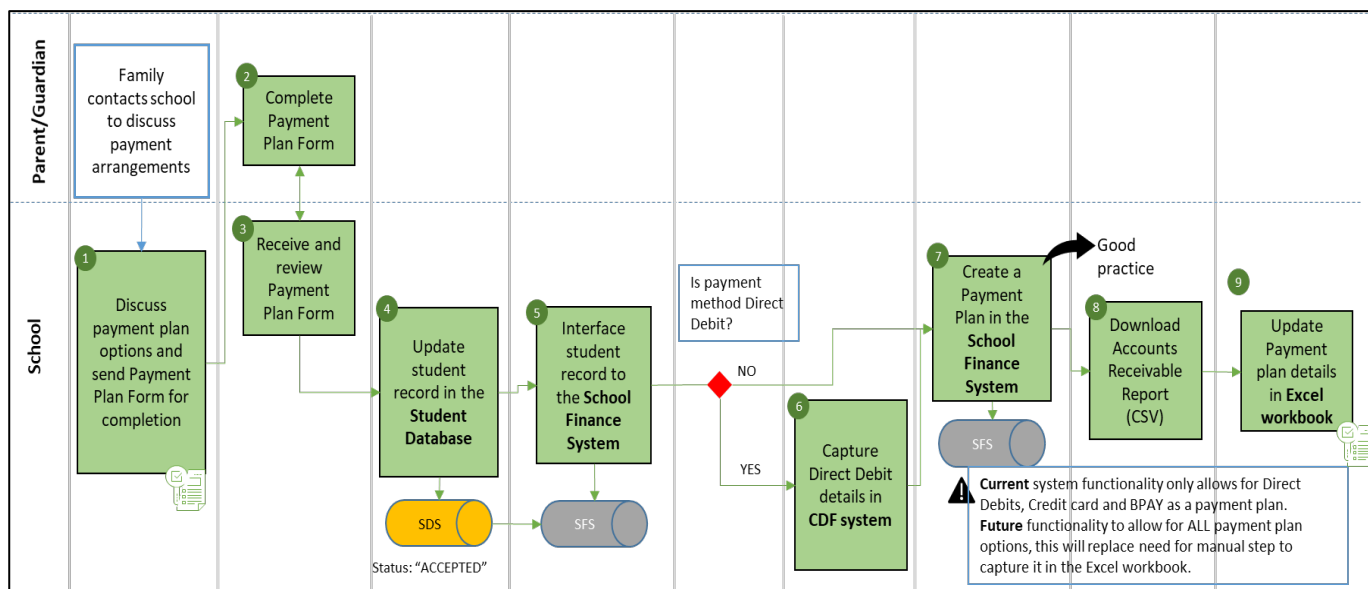 Parent/Guardian
Family
contacts school
to discuss
payment
arrangements
2
Complete
Payment
Plan Form
School
1
Discuss
payment plan
options and
send Payment
Plan Form for
completion
3
Receive and
review
Payment
Plan Form
4
Update
student
record in the
Student
Database
SDS
Status: “ACCEPTED”
5
Interface
student
record to
the School
Finance
System
SFS
Is payment
method Direct
Debit?
NO
YES
6
Capture
Direct Debit
details in
CDF system
7
Create a
Payment
Plan in the
School
Finance
System
SFS
Good
practice
8
Download
Accounts
Receivable
Report
(CSV)
9
Update
Payment
plan details
in Excel
workbook
Current system functionality only allows for Direct
Debits, Credit card and BPAY as a payment plan.
Future functionality to allow for ALL payment plan
options, this will replace need for manual step to
capture it in the Excel workbook.